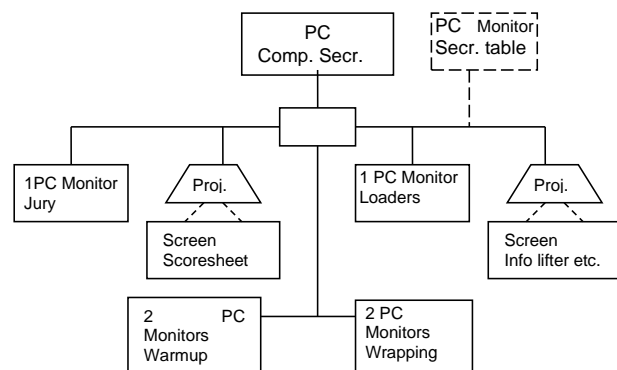 PC
Comp. Secr.
PC Monitor
Secr. table
1PC Monitor
Jury
Proj.
1 PC Monitor
Loaders
Proj.
Screen
Scoresheet
Screen
Info lifter etc.
2 PC
Monitors
Warmup
2 PC
Monitors
Wrapping